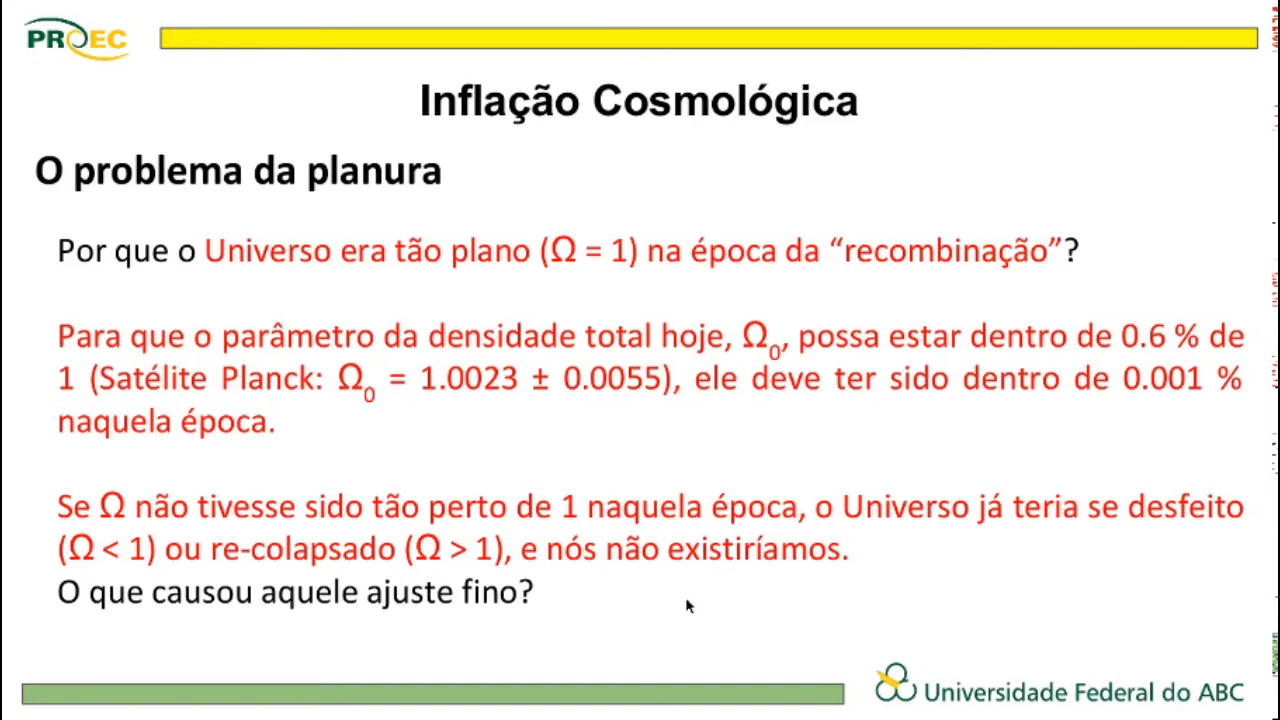 PROEC
Inflação Cosmológica
O problema da planura
Por que o Universo era tão plano (Ω = 1) na época da “recombinação”?
Para que o parâmetro da densidade total hoje, Ω₀, possa estar dentro de 0.6 % de
1 (Satélite Planck: Ω₀ = 1.0023 ± 0.0055), ele deve ter sido dentro de 0.001 %
naquela época.
Se Ω não tivesse sido tão perto de 1 naquela época, o Universo já teria se desfeito
(Ω < 1) ou re-colapsado (Ω > 1), e nós não existiríamos.
O que causou aquele ajuste fino?
Universidade Federal do ABC